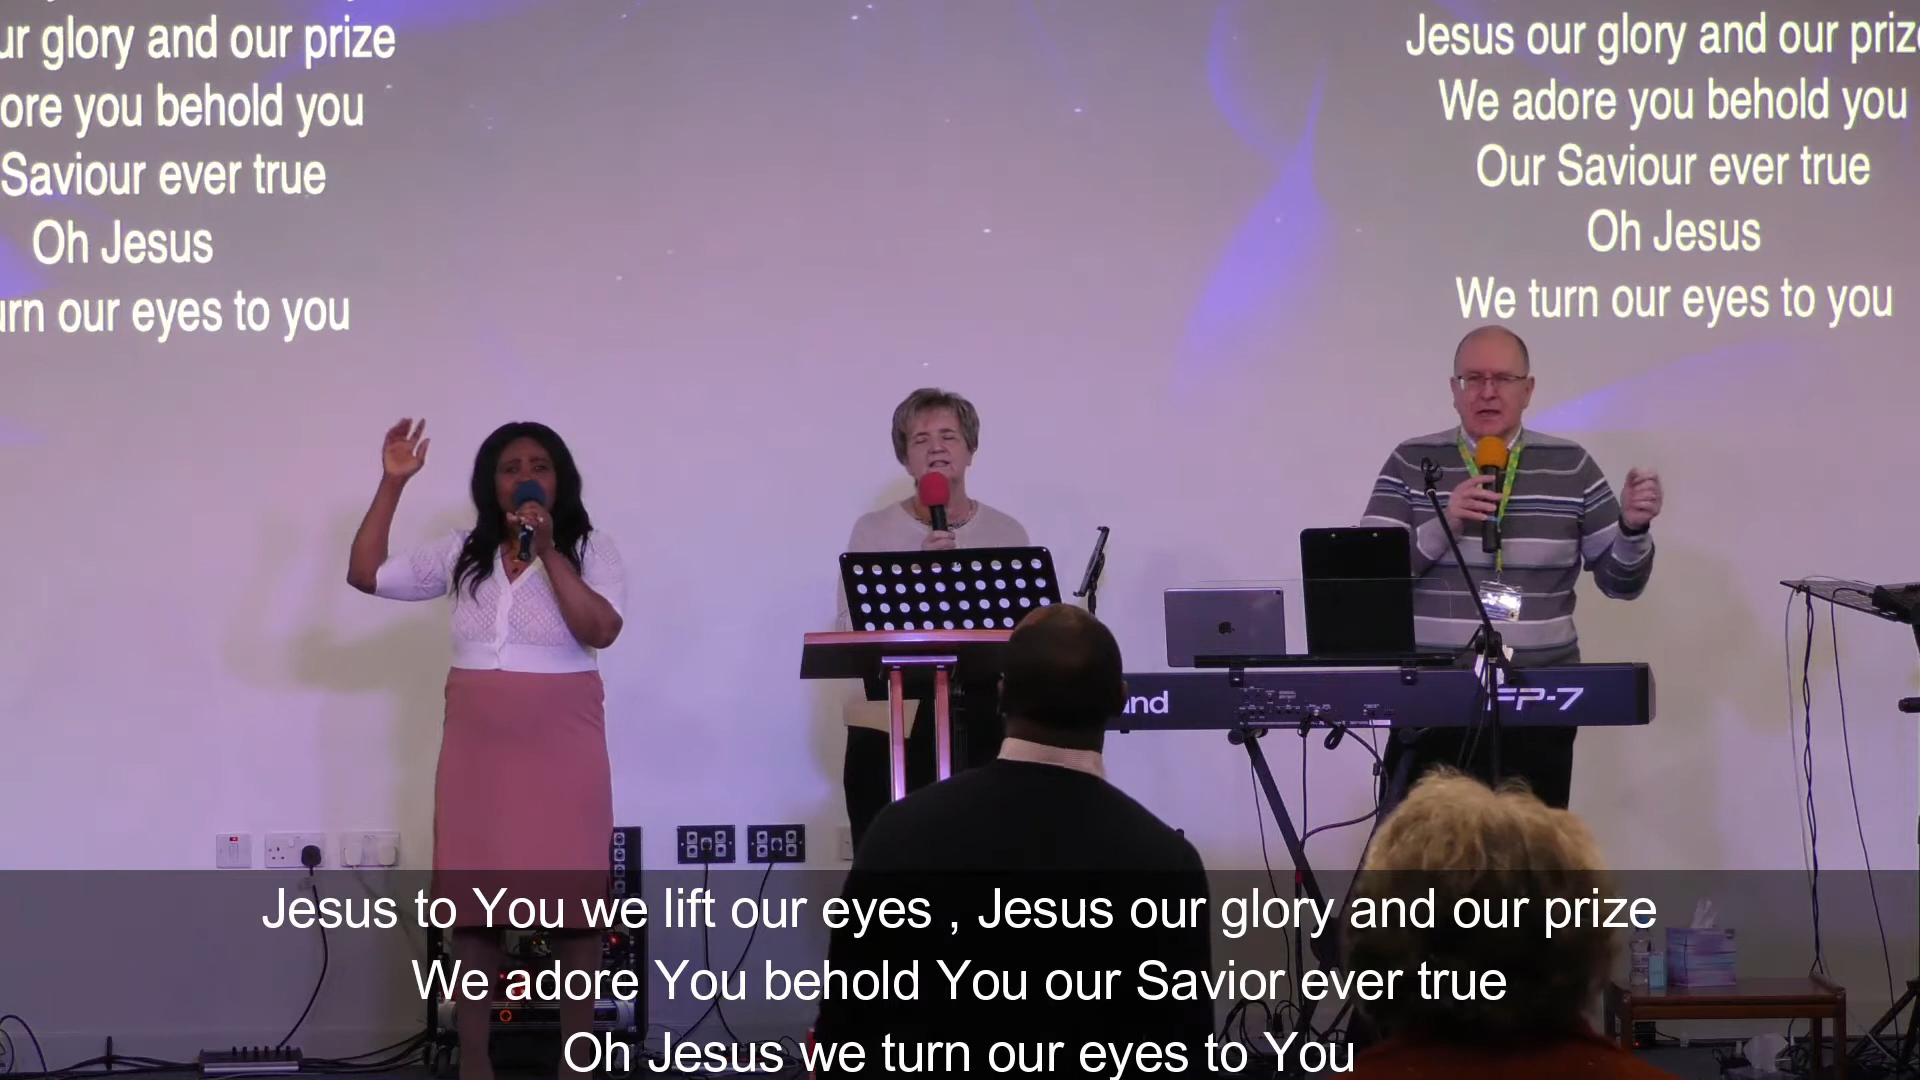 ur glory and our prize
ore you behold you
Saviour ever true
Oh Jesus
urn our eyes to you
Jesus our glory and our priz
We adore you behold you
Our Saviour ever true
Oh Jesus
We turn our eyes to you
and FP-7
Jesus to You we lift our eyes , Jesus our glory and our prize
We adore You behold You our Savior ever true
Oh Jesus we turn our eyes to You